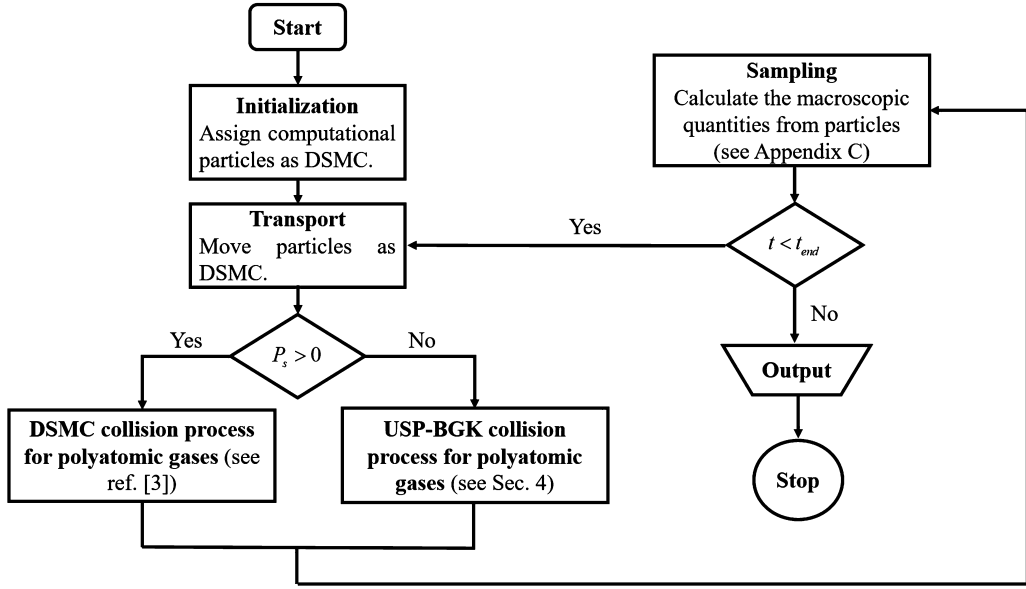 Start
Initialization
Assign computational
particles as DSMC.
Transport
Move particles as
DSMC.
Yes
P_s > 0
No
DSMC collision process
for polyatomic gases (see
ref. [3])
USP-BGK collision
process for polyatomic
gases (see Sec. 4)
Sampling
Calculate the macroscopic
quantities from particles
(see Appendix C)
Yes
t < t_end
No
Output
Stop